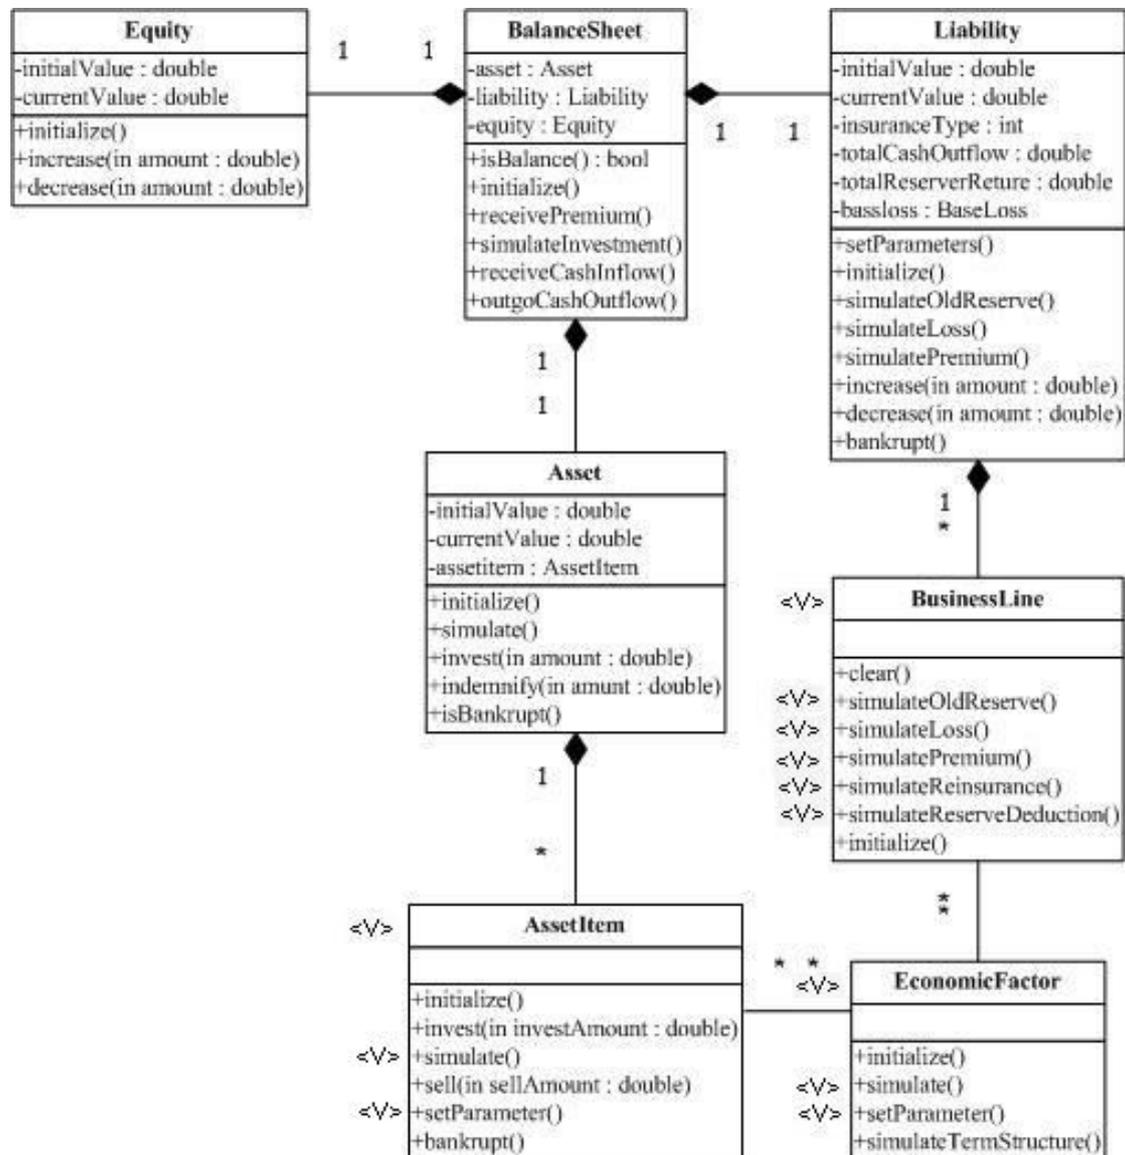 Equity
-initialValue : double
-currentValue : double
+initialize()
+increase(in amount : double)
+decrease(in amount : double)
1 1
BalanceSheet
-asset : Asset
-liability : Liability
-equity : Equity
+isBalance() : bool
+initialize()
+receivePremium()
+simulateInvestment()
+receiveCashInflow()
+outgoCashOutflow()
1 1
Liability
-initialValue : double
-currentValue : double
-insuranceType : int
-totalCashOutflow : double
-totalReserverReture : double
-bassloss : BaseLoss
+setParameters()
+initialize()
+simulateOldReserve()
+simulateLoss()
+simulatePremium()
+increase(in amount : double)
+decrease(in amount : double)
+bankrupt()
1
1
Asset
-initialValue : double
-currentValue : double
-assetitem : AssetItem
+initialize()
+simulate()
+invest(in amount : double)
+indemnify(in amunt : double)
+isBankrupt()
1
*
1
*
<V> BusinessLine
+clear()
<V> +simulateOldReserve()
<V> +simulateLoss()
<V> +simulatePremium()
<V> +simulateReinsurance()
<V> +simulateReserveDeduction()
+initialize()
*
*
<V> AssetItem
+initialize()
+invest(in investAmount : double)
<V> +simulate()
+sell(in sellAmount : double)
<V> +setParameter()
+bankrupt()
* *
<V> EconomicFactor
+initialize()
<V> +simulate()
<V> +setParameter()
+simulateTermStructure()